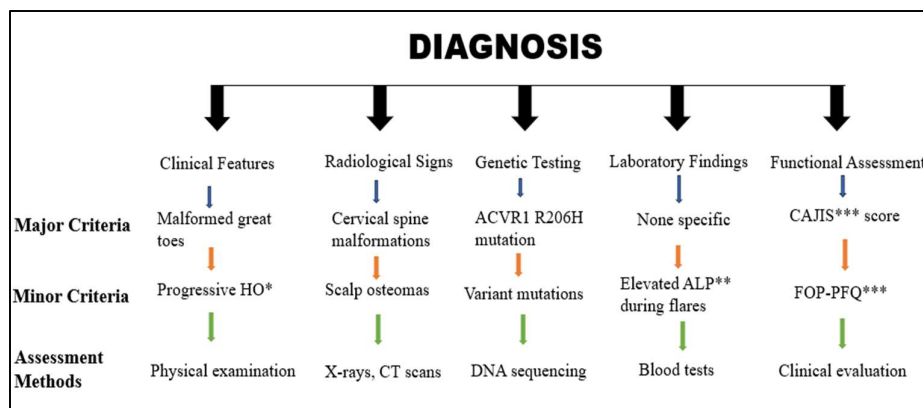 DIAGNOSIS
Clinical Features
Radiological Signs
Genetic Testing
Laboratory Findings
Functional Assessment
Major Criteria
Malformed great
toes
Cervical spine
malformations
ACVR1 R206H
mutation
None specific
CAJIS*** score
Minor Criteria
Progressive HO*
Scalp osteomas
Variant mutations
Elevated ALP**
during flares
FOP-PFQ***
Assessment
Methods
Physical examination
X-rays, CT scans
DNA sequencing
Blood tests
Clinical evaluation